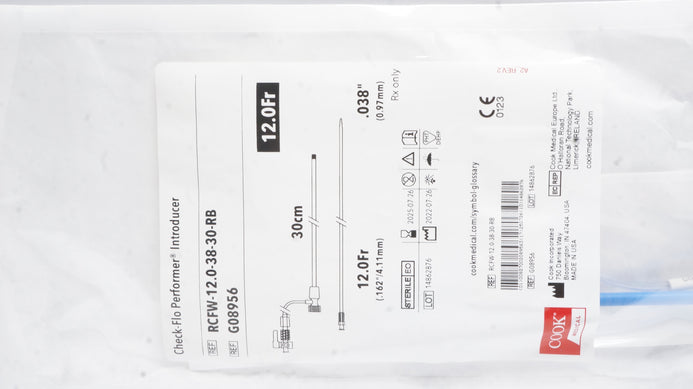 Check-Flo Performer® Introducer
REF RCFW-12.0-38-30-RB
REF G08956
12.0Fr
30cm
12.0Fr
(.162"/4.11mm)
.038"
(0.97mm)
STERILE EO
LOT 14862876
2025-07-26
2022-07-26
DEHP
Rx only
cookmedical.com/symbol-glossary
REF RCFW-12.0-38-30-RB
REF G08956
LOT 14862876
CE
0123
A2 REV2
COOK
MEDICAL
Cook Incorporated
750 Daniels Way
Bloomington, IN 47404, USA
MADE IN USA
EC REP
Cook Medical Europe Ltd.
O'Halloran Road,
National Technology Park,
Limerick, IRELAND
cookmedical.com